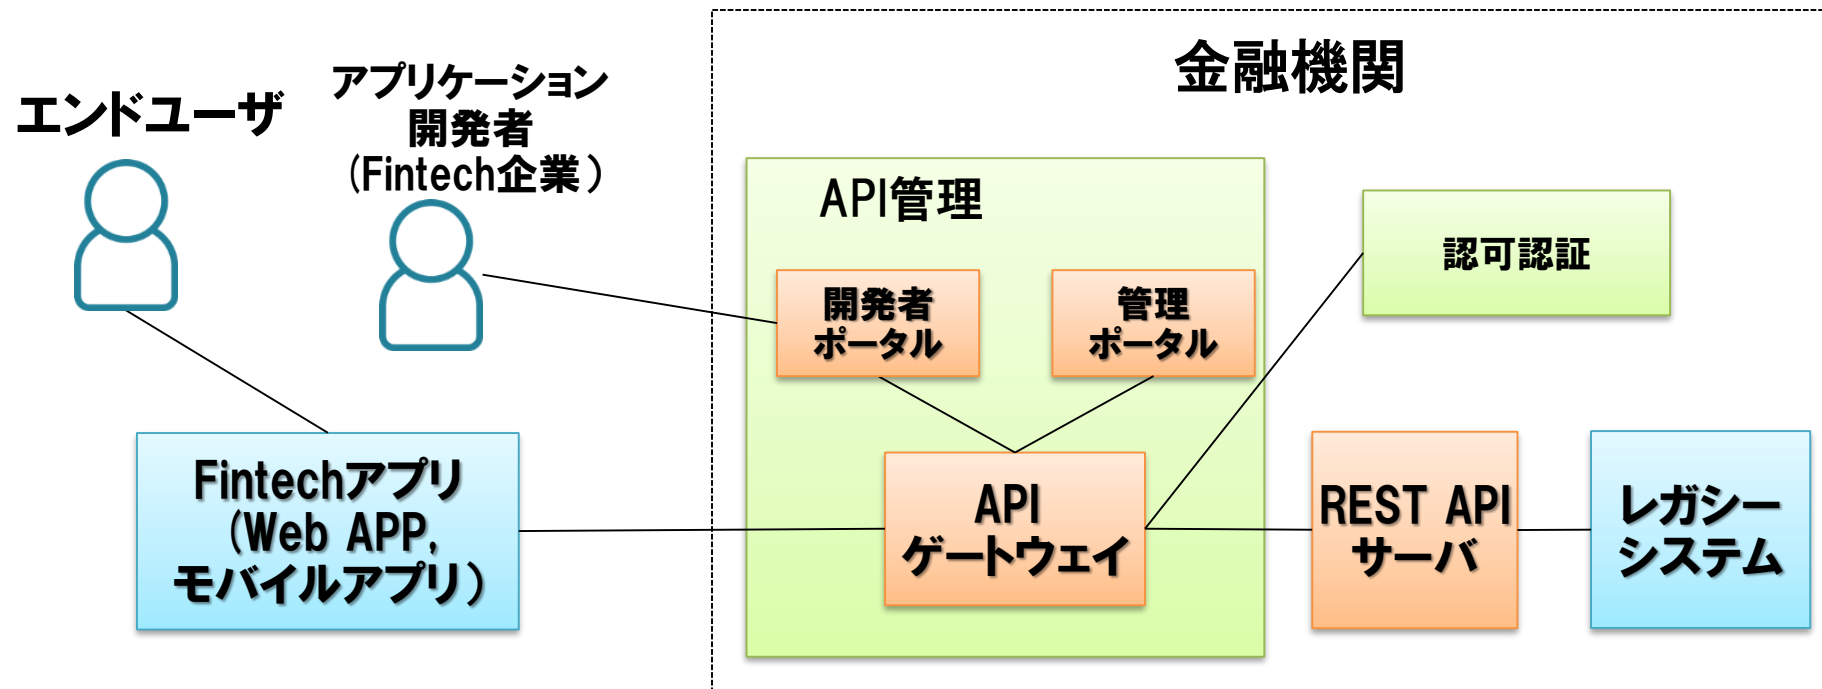 金融機関
エンドユーザ
アプリケーション
開発者
(Fintech企業)
API管理
開発者
ポータル
管理
ポータル
認可認証
Fintechアプリ
(Web APP,
モバイルアプリ)
API
ゲートウェイ
REST API
サーバ
レガシー
システム